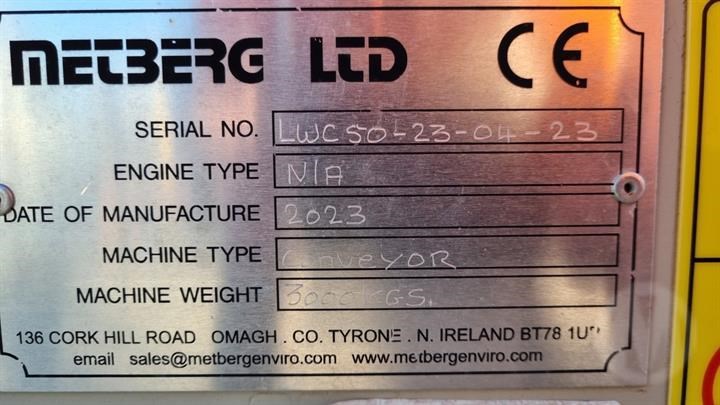 METBERG LTD CE
SERIAL NO. LWC50-23-04-23
ENGINE TYPE N/A
DATE OF MANUFACTURE 2023
MACHINE TYPE CONVEYOR
MACHINE WEIGHT 3000KGS.
136 CORK HILL ROAD OMAGH . CO. TYRONE . N. IRELAND BT78
email sales@metbergenviro.com www.metbergenviro.com